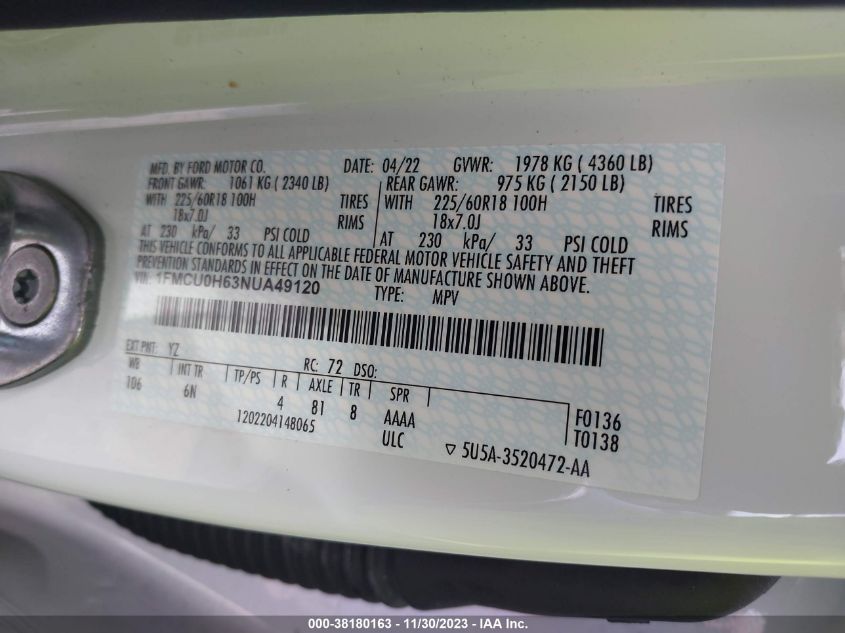 MFD. BY FORD MOTOR CO. DATE: 04/22 GVWR: 1978 KG ( 4360 LB)
FRONT GAWR: 1061 KG ( 2340 LB) REAR GAWR: 975 KG ( 2150 LB)
WITH 225/60R18 100H TIRES WITH 225/60R18 100H TIRES
18x7.0J RIMS 18x7.0J RIMS
AT 230 kPa/ 33 PSI COLD AT 230 kPa/ 33 PSI COLD
THIS VEHICLE CONFORMS TO ALL APPLICABLE FEDERAL MOTOR VEHICLE SAFETY AND THEFT
PREVENTION STANDARDS IN EFFECT ON THE DATE OF MANUFACTURE SHOWN ABOVE.
VIN: 1FMCU0H63NUA49120 TYPE: MPV
EXT PNT: YZ RC: 72 DSO:
WB INT TR TP/PS R AXLE TR SPR
106 6N 4 81 8 AAAA F0136
1202204148065 ULC T0138
5U5A-3520472-AA
000-38180163 - 11/30/2023 - IAA Inc.